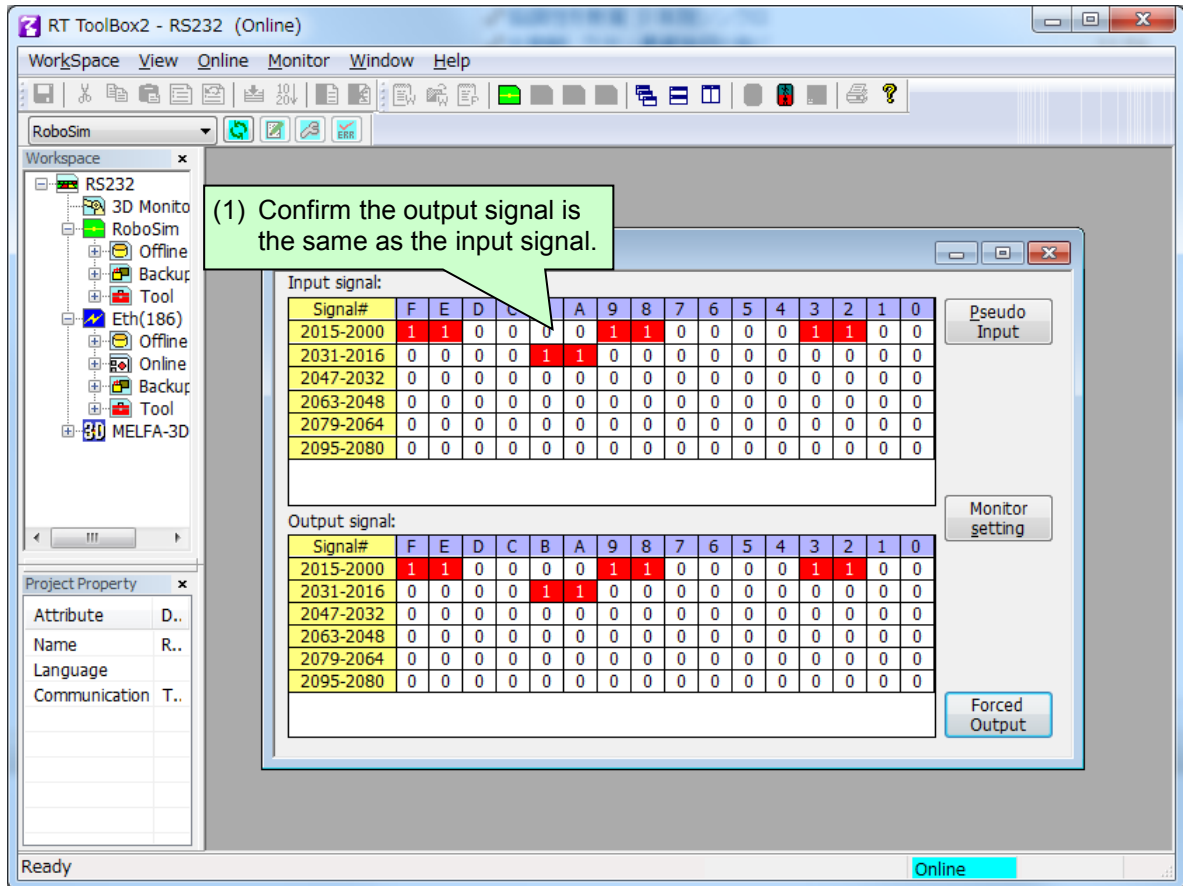 RT ToolBox2 - RS232 (Online)
WorkSpace View Online Monitor Window Help
RoboSim
ERR
Workspace
RS232
3D Monito
RoboSim
Offline
Backup
Tool
Eth(186)
Offline
Online
Backup
Tool
MELFA-3D
(1) Confirm the output signal is
the same as the input signal.
Input signal:
Signal# F E D C A 9 8 7 6 5 4 3 2 1 0
2015-2000 1 1 0 0 0 0 1 1 0 0 0 0 1 1 0 0
2031-2016 0 0 0 0 1 1 0 0 0 0 0 0 0 0 0 0
2047-2032 0 0 0 0 0 0 0 0 0 0 0 0 0 0 0 0
2063-2048 0 0 0 0 0 0 0 0 0 0 0 0 0 0 0 0
2079-2064 0 0 0 0 0 0 0 0 0 0 0 0 0 0 0 0
2095-2080 0 0 0 0 0 0 0 0 0 0 0 0 0 0 0 0
Pseudo
Input
Monitor
setting
Output signal:
Signal# F E D C B A 9 8 7 6 5 4 3 2 1 0
2015-2000 1 1 0 0 0 0 1 1 0 0 0 0 1 1 0 0
2031-2016 0 0 0 0 1 1 0 0 0 0 0 0 0 0 0 0
2047-2032 0 0 0 0 0 0 0 0 0 0 0 0 0 0 0 0
2063-2048 0 0 0 0 0 0 0 0 0 0 0 0 0 0 0 0
2079-2064 0 0 0 0 0 0 0 0 0 0 0 0 0 0 0 0
2095-2080 0 0 0 0 0 0 0 0 0 0 0 0 0 0 0 0
Forced
Output
Project Property
Attribute D..
Name R..
Language
Communication T..
Ready
Online